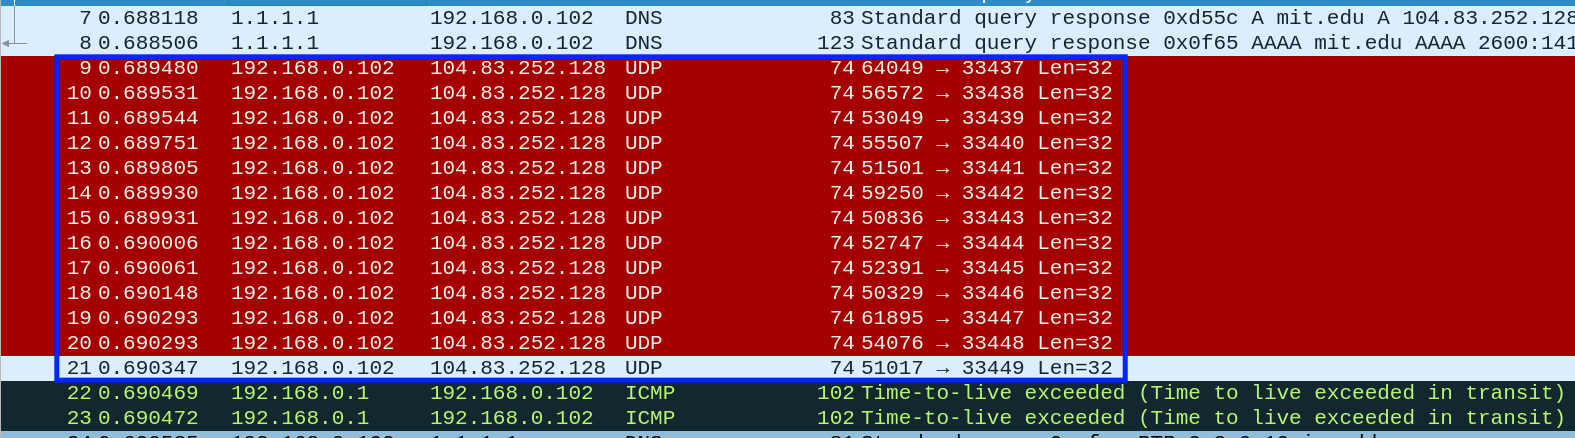 7 0.688118 1.1.1.1 192.168.0.102 DNS 83 Standard query response 0xd55c A mit.edu A 104.83.252.128
8 0.688506 1.1.1.1 192.168.0.102 DNS 123 Standard query response 0x0f65 AAAA mit.edu AAAA 2600:141
9 0.689480 192.168.0.102 104.83.252.128 UDP 74 64049 → 33437 Len=32
10 0.689531 192.168.0.102 104.83.252.128 UDP 74 56572 → 33438 Len=32
11 0.689544 192.168.0.102 104.83.252.128 UDP 74 53049 → 33439 Len=32
12 0.689751 192.168.0.102 104.83.252.128 UDP 74 55507 → 33440 Len=32
13 0.689805 192.168.0.102 104.83.252.128 UDP 74 51501 → 33441 Len=32
14 0.689930 192.168.0.102 104.83.252.128 UDP 74 59250 → 33442 Len=32
15 0.689931 192.168.0.102 104.83.252.128 UDP 74 50836 → 33443 Len=32
16 0.690006 192.168.0.102 104.83.252.128 UDP 74 52747 → 33444 Len=32
17 0.690061 192.168.0.102 104.83.252.128 UDP 74 52391 → 33445 Len=32
18 0.690148 192.168.0.102 104.83.252.128 UDP 74 50329 → 33446 Len=32
19 0.690293 192.168.0.102 104.83.252.128 UDP 74 61895 → 33447 Len=32
20 0.690293 192.168.0.102 104.83.252.128 UDP 74 54076 → 33448 Len=32
21 0.690347 192.168.0.102 104.83.252.128 UDP 74 51017 → 33449 Len=32
22 0.690469 192.168.0.1 192.168.0.102 ICMP 102 Time-to-live exceeded (Time to live exceeded in transit)
23 0.690472 192.168.0.1 192.168.0.102 ICMP 102 Time-to-live exceeded (Time to live exceeded in transit)